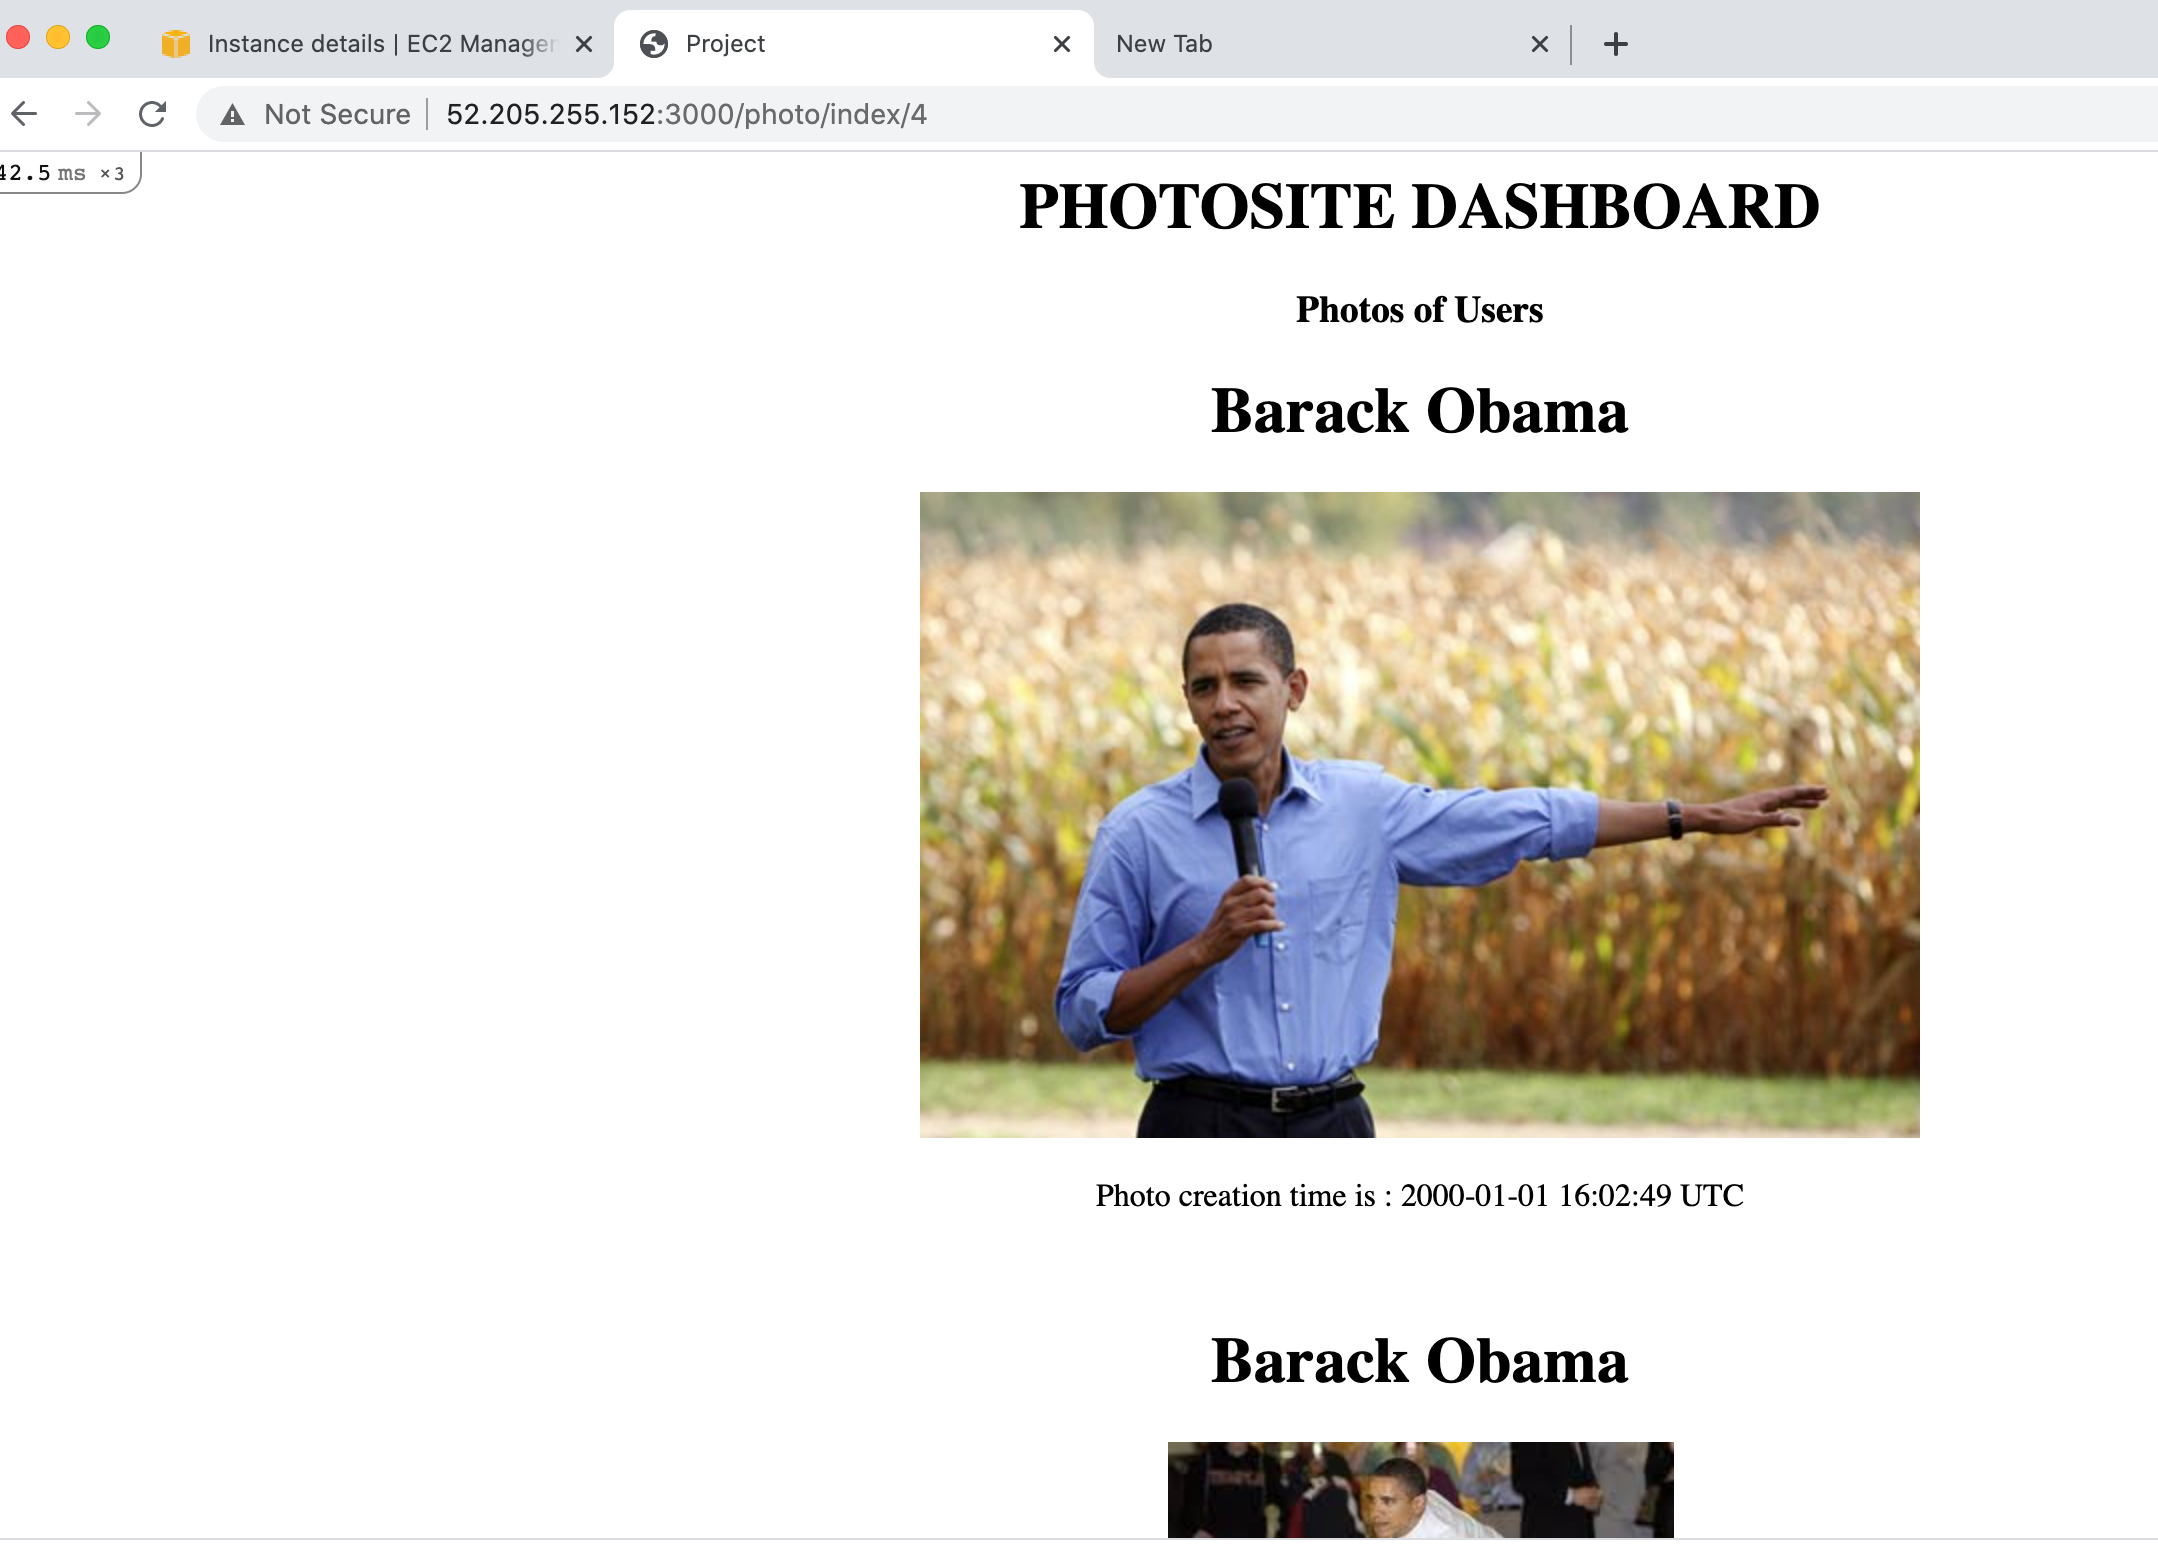 Instance details | EC2 Manager
Project
New Tab
Not Secure
52.205.255.152:3000/photo/index/4
42.5 ms ×3
PHOTOSITE DASHBOARD
Photos of Users
Barack Obama
Photo creation time is : 2000-01-01 16:02:49 UTC
Barack Obama